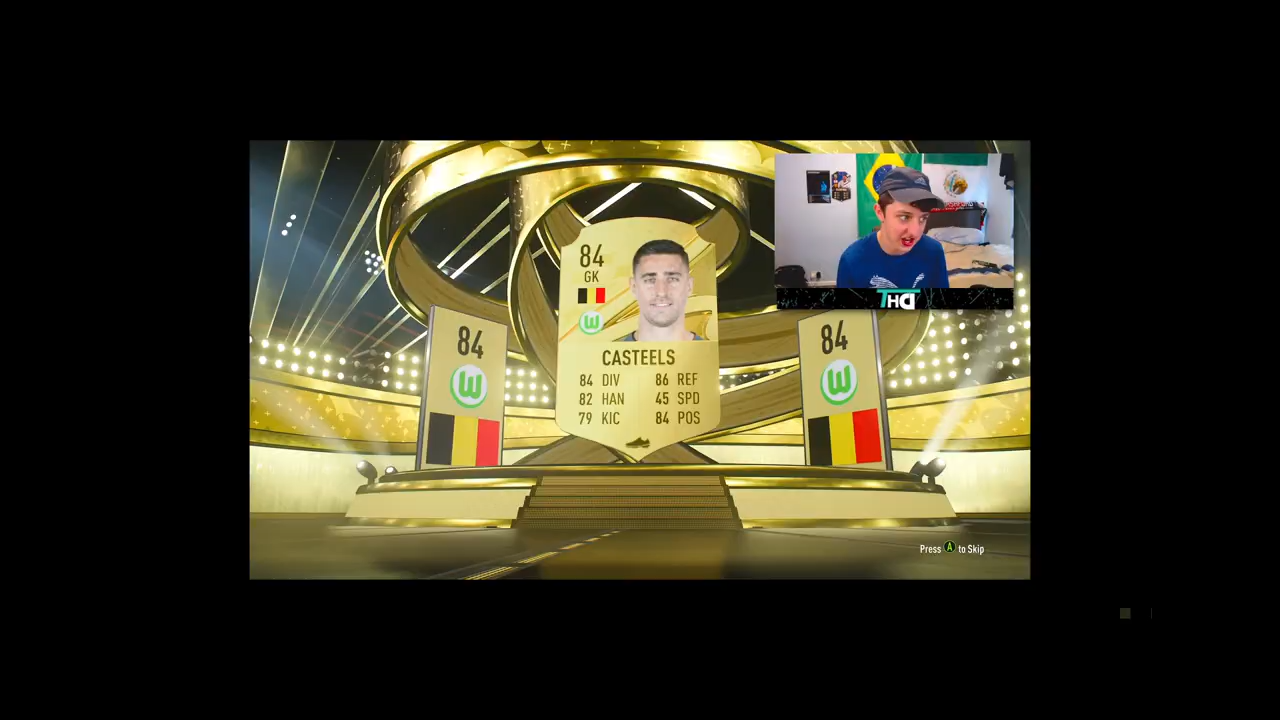 84
GK
W
CASTEELS
84 DIV 86 REF
82 HAN 45 SPD
79 KIC 84 POS
84
W
84
W
THD
Press A to Skip